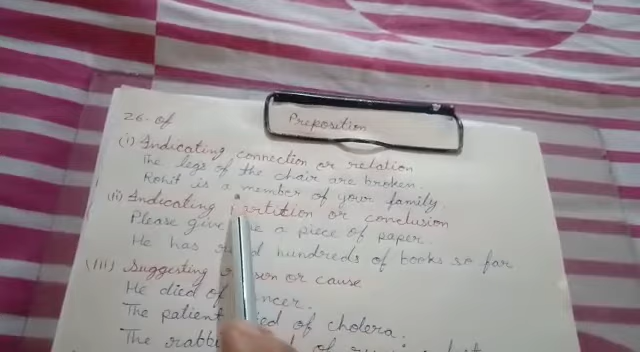 Preposition
26. of
(i) Indicating connection or relation
The legs of the chair are broken.
Rohit is a member of your family.
(ii) Indicating partition or conclusion
Please give a piece of paper.
He has hundreds of books so far
(III) Suggesting or cause
He died of
The patient of cholera.
The of